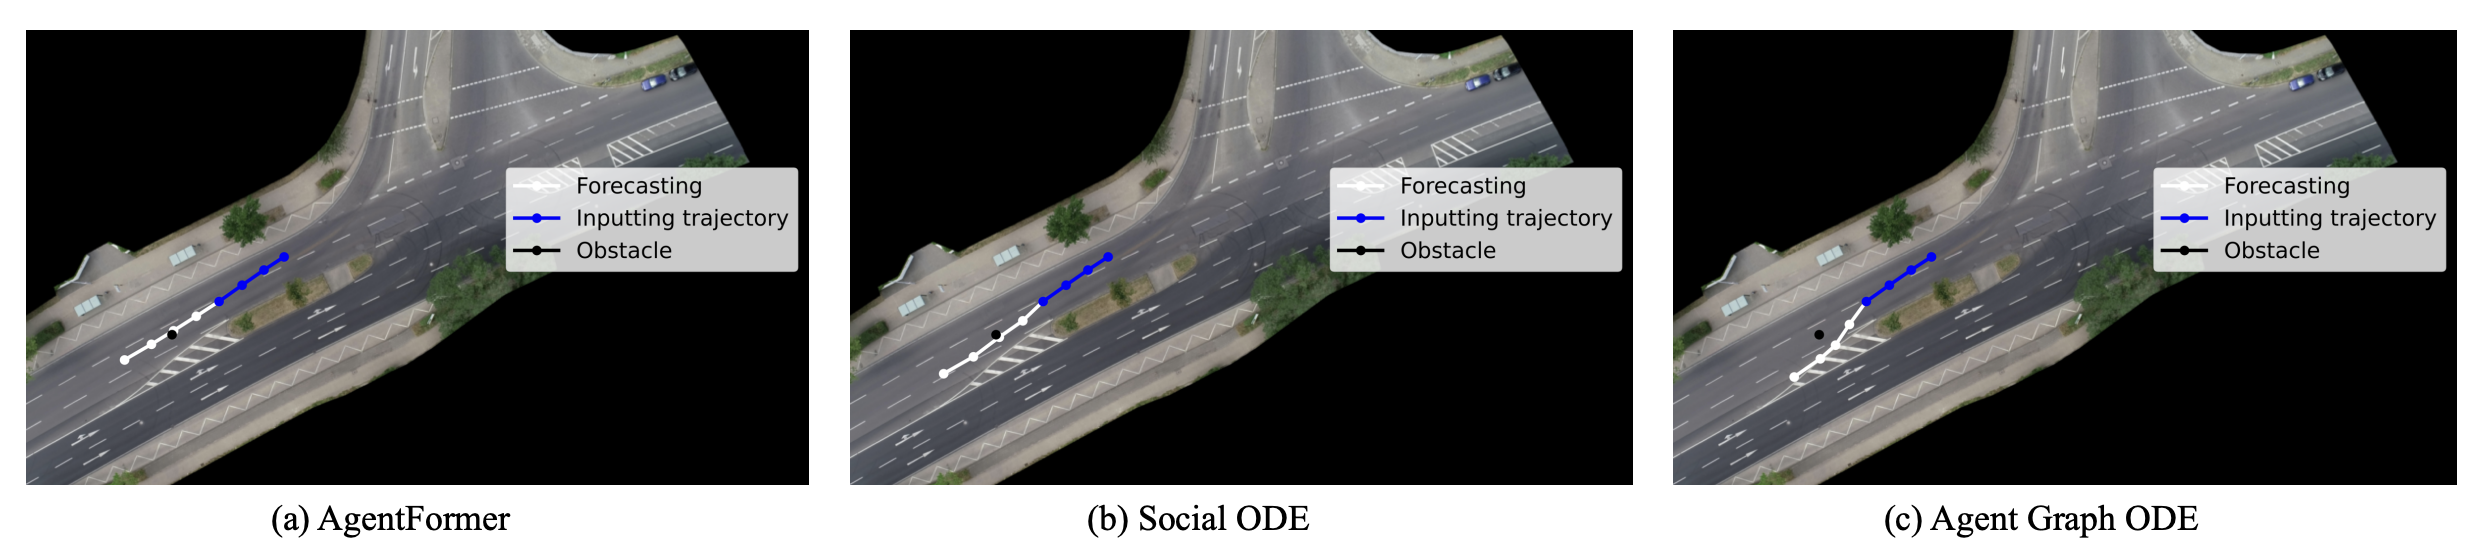 Forecasting
Inputting trajectory
Obstacle
Forecasting
Inputting trajectory
Obstacle
Forecasting
Inputting trajectory
Obstacle
(a) AgentFormer
(b) Social ODE
(c) Agent Graph ODE